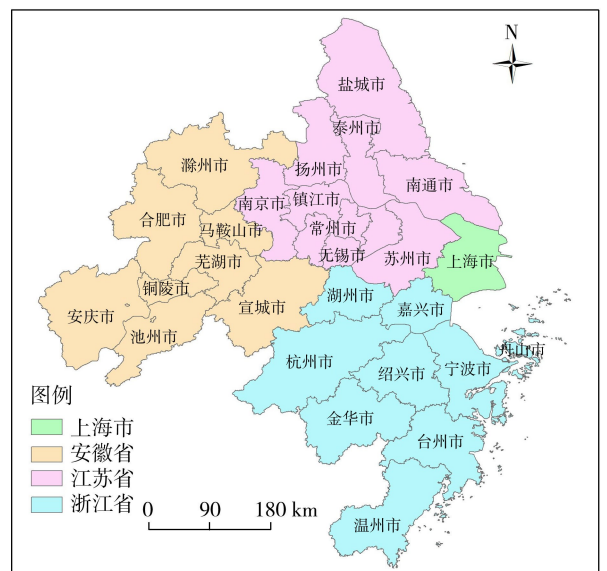 N
盐城市
泰州市
扬州市
滁州市
南通市
南京市
镇江市
合肥市
马鞍山市
常州市
无锡市
苏州市
上海市
芜湖市
铜陵市
宣城市
湖州市
嘉兴市
安庆市
池州市
杭州市
绍兴市
宁波市
舟山市
金华市
台州市
温州市
图例
上海市
安徽省
江苏省
浙江省
0 90 180 km